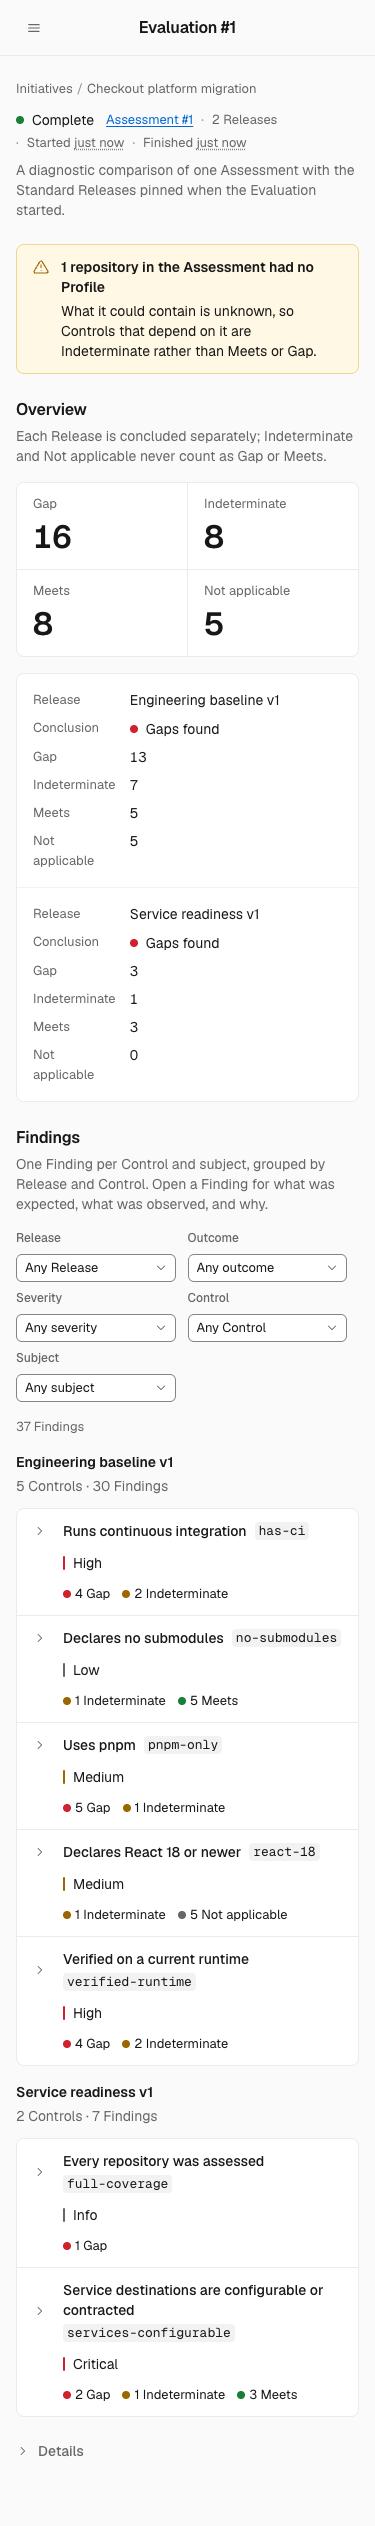 Evaluation #1
Initiatives / Checkout platform migration
Complete Assessment #1 · 2 Releases
· Started just now · Finished just now
A diagnostic comparison of one Assessment with the
Standard Releases pinned when the Evaluation
started.
1 repository in the Assessment had no
Profile
What it could contain is unknown, so
Controls that depend on it are
Indeterminate rather than Meets or Gap.
Overview
Each Release is concluded separately; Indeterminate
and Not applicable never count as Gap or Meets.
Gap Indeterminate
16 8
Meets Not applicable
8 5
Release Engineering baseline v1
Conclusion Gaps found
Gap 13
Indeterminate 7
Meets 5
Not 5
applicable
Release Service readiness v1
Conclusion Gaps found
Gap 3
Indeterminate 1
Meets 3
Not 0
applicable
Findings
One Finding per Control and subject, grouped by
Release and Control. Open a Finding for what was
expected, what was observed, and why.
Release Outcome
Any Release Any outcome
Severity Control
Any severity Any Control
Subject
Any subject
37 Findings
Engineering baseline v1
5 Controls · 30 Findings
Runs continuous integration has-ci
High
4 Gap 2 Indeterminate
Declares no submodules no-submodules
Low
1 Indeterminate 5 Meets
Uses pnpm pnpm-only
Medium
5 Gap 1 Indeterminate
Declares React 18 or newer react-18
Medium
1 Indeterminate 5 Not applicable
Verified on a current runtime
verified-runtime
High
4 Gap 2 Indeterminate
Service readiness v1
2 Controls · 7 Findings
Every repository was assessed
full-coverage
Info
1 Gap
Service destinations are configurable or
contracted
services-configurable
Critical
2 Gap 1 Indeterminate 3 Meets
Details